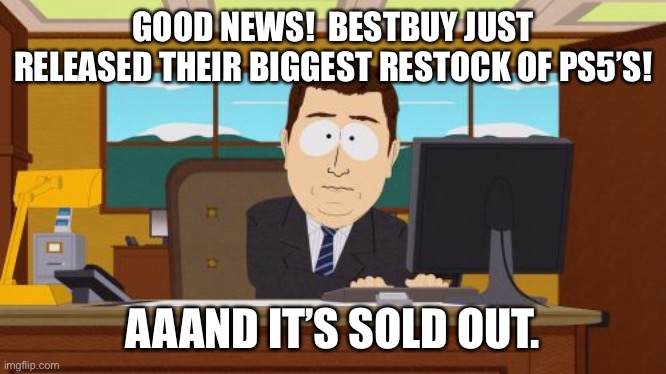 GOOD NEWS!  BESTBUY JUST
RELEASED THEIR BIGGEST RESTOCK OF PS5’S!
AAAND IT’S SOLD OUT.
imgflip.com